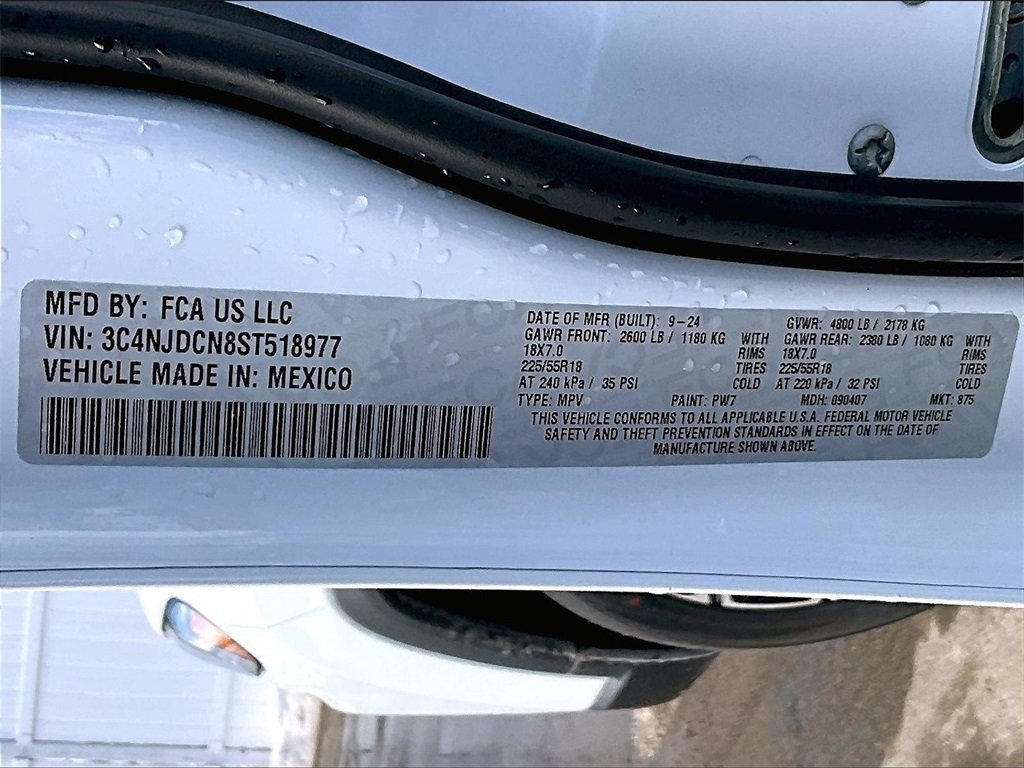 MFD BY: FCA US LLC
VIN: 3C4NJDCN8ST518977
VEHICLE MADE IN: MEXICO
DATE OF MFR (BUILT): 9-24 GVWR: 4800 LB / 2178 KG
GAWR FRONT: 2600 LB / 1180 KG WITH GAWR REAR: 2380 LB / 1080 KG WITH
18X7.0 RIMS 18X7.0 RIMS
225/55R18 TIRES 225/55R18 TIRES
AT 240 kPa / 35 PSI COLD AT 220 kPa / 32 PSI COLD
TYPE: MPV PAINT: PW7 MDH: 090407 MKT: 875
THIS VEHICLE CONFORMS TO ALL APPLICABLE U.S.A. FEDERAL MOTOR VEHICLE
SAFETY AND THEFT PREVENTION STANDARDS IN EFFECT ON THE DATE OF
MANUFACTURE SHOWN ABOVE.